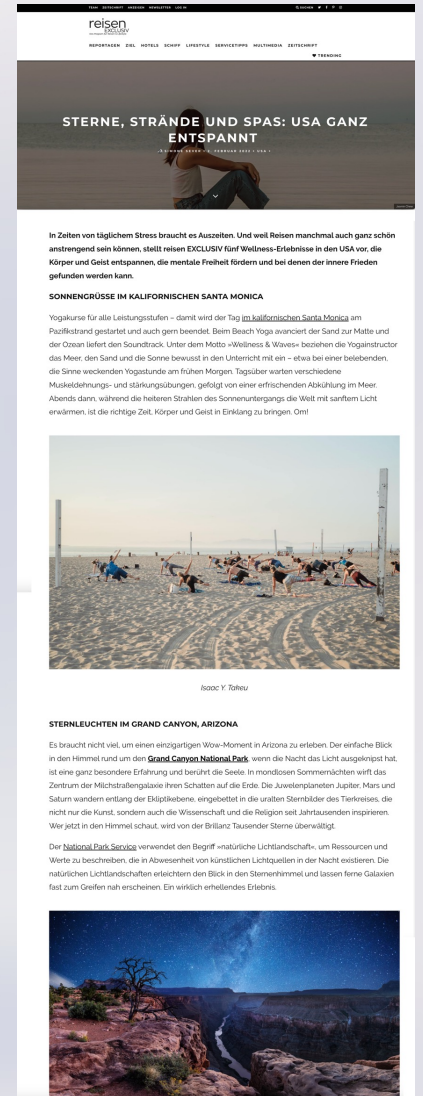 TEAM ZEITSCHRIFT ANZEIGEN NEWSLETTER LOG IN SUCHEN
reisen
EXCLUSIV
REPORTAGEN ZIEL HOTELS SCHIFF LIFESTYLE SERVICETIPPS MULTIMEDIA ZEITSCHRIFT
TRENDING
STERNE, STRÄNDE UND SPAS: USA GANZ
ENTSPANNT
FEBRUAR 2022 • USA •
In Zeiten von täglichem Stress braucht es Auszeiten. Und weil Reisen manchmal auch ganz schön
anstrengend sein können, stellt reisen EXCLUSIV fünf Wellness-Erlebnisse in den USA vor, die
Körper und Geist entspannen, die mentale Freiheit fördern und bei denen der innere Frieden
gefunden werden kann.
SONNENGRÜSSE IM KALIFORNISCHEN SANTA MONICA
Yogakurse für alle Leistungsstufen – damit wird der Tag im kalifornischen Santa Monica am
Pazifikstrand gestartet und auch gern beendet. Beim Beach Yoga avanciert der Sand zur Matte und
der Ozean liefert den Soundtrack. Unter dem Motto »Wellness & Waves« beziehen die Yogainstructor
das Meer, den Sand und die Sonne bewusst in den Unterricht mit ein – etwa bei einer belebenden,
die Sinne weckenden Yogastunde am frühen Morgen. Tagsüber warten verschiedene
Muskeldehnungs- und stärkungsübungen, gefolgt von einer erfrischenden Abkühlung im Meer.
Abends dann, während die heiteren Strahlen des Sonnenuntergangs die Welt mit sanftem Licht
erwärmen, ist die richtige Zeit, Körper und Geist in Einklang zu bringen. Om!
Isaac Y. Takeu
STERNLEUCHTEN IM GRAND CANYON, ARIZONA
Es braucht nicht viel, um einen einzigartigen Wow-Moment in Arizona zu erleben. Der einfache Blick
in den Himmel rund um den Grand Canyon National Park, wenn die Nacht das Licht ausgeknipst hat,
ist eine ganz besondere Erfahrung und berührt die Seele. In mondlosen Sommernächten wirft das
Zentrum der Milchstraßengalaxie ihren Schatten auf die Erde. Die Juwelenplaneten Jupiter, Mars und
Saturn wandern entlang der Ekliptikebene, eingebettet in die uralten Sternbilder des Tierkreises, die
nicht nur die Kunst, sondern auch die Wissenschaft und die Religion seit Jahrtausenden inspirieren.
Wer jetzt in den Himmel schaut, wird von der Brillanz Tausender Sterne überwältigt.
Der National Park Service verwendet den Begriff »natürliche Lichtlandschaft«, um Ressourcen und
Werte zu beschreiben, die in Abwesenheit von künstlichen Lichtquellen in der Nacht existieren. Die
natürlichen Lichtlandschaften erleichtern den Blick in den Sternenhimmel und lassen ferne Galaxien
fast zum Greifen nah erscheinen. Ein wirklich erhellendes Erlebnis.